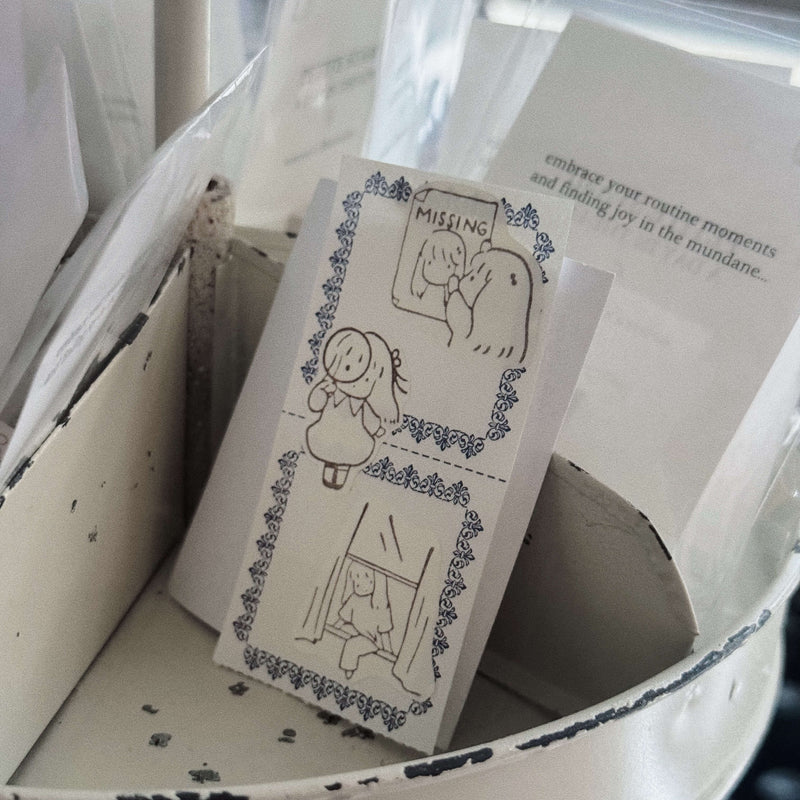 MISSING
embrace your routine moments
and finding joy in the mundane...